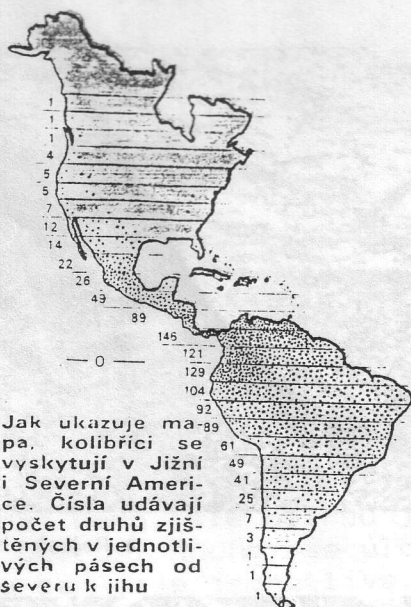 1
1
1
4
5
5
7
12
14
22
26
49
89
146
— 0 —
121
129
104
92
89
61
49
41
25
7
3
1
1
1
Jak ukazuje ma-
pa, kolibříci se
vyskytují v Jižní
i Severní Ameri-
ce. Čísla udávají
počet druhů zjiš-
těných v jednotli-
vých pásech od
severu k jihu